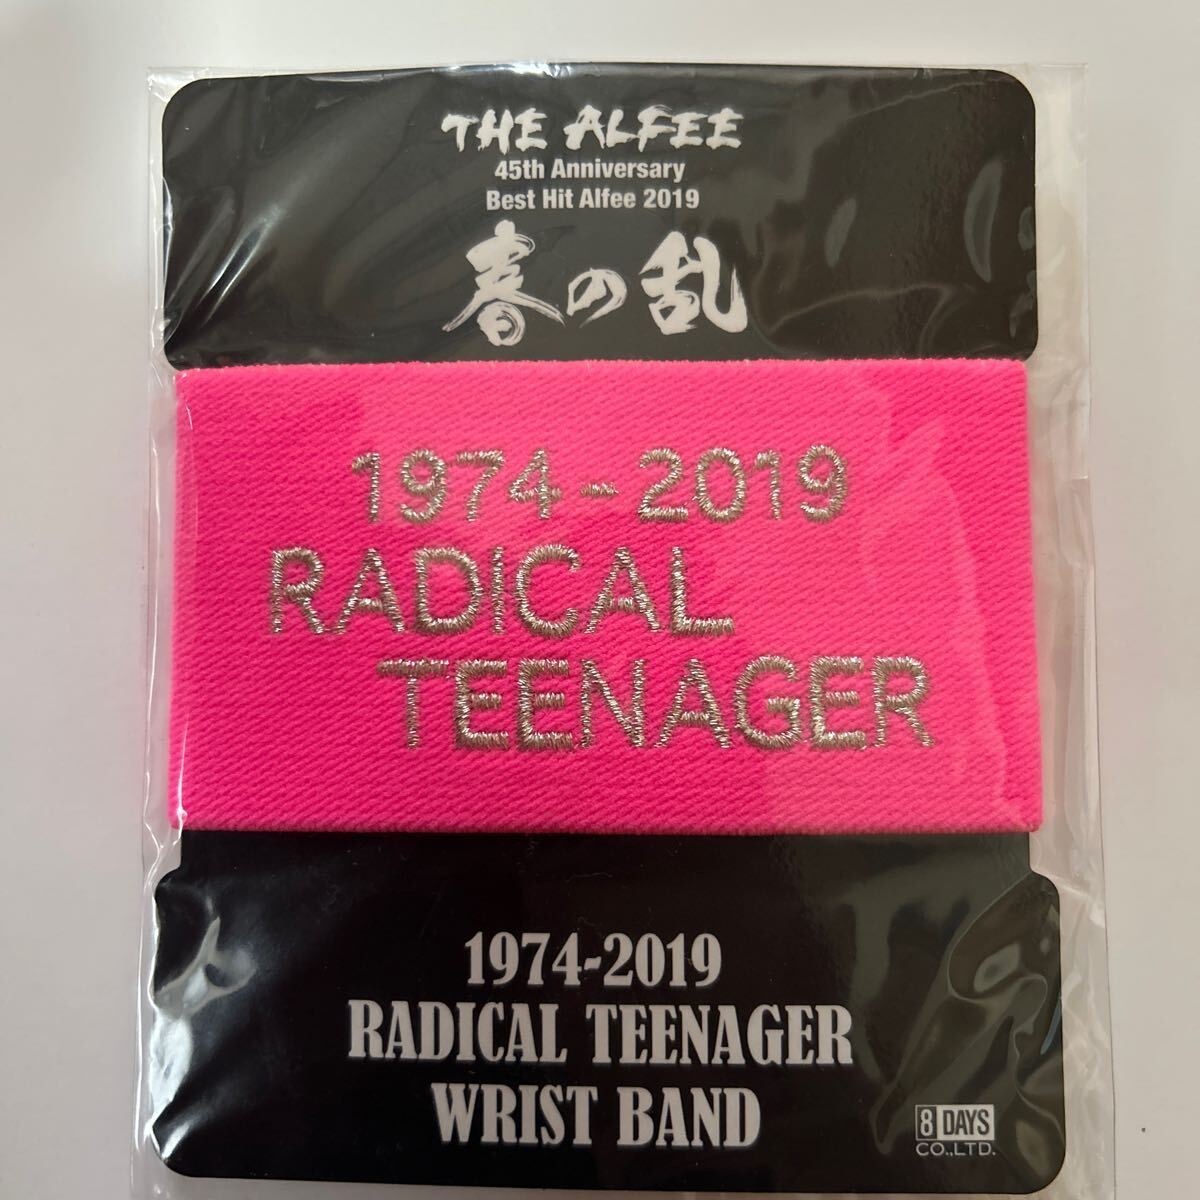 THE ALFEE
45th Anniversary
Best Hit Alfee 2019
春の乱
1974-2019
RADICAL
TEENAGER
1974-2019
RADICAL TEENAGER
WRIST BAND
8 DAYS
CO.,LTD.